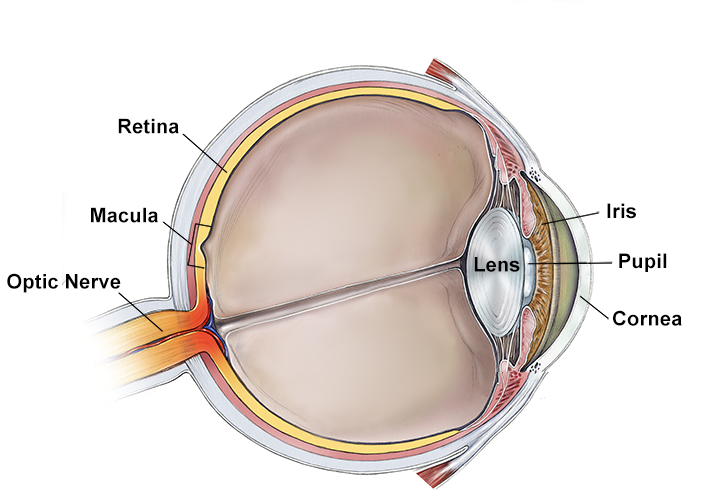 Retina
Macula
Optic Nerve
Lens
Iris
Pupil
Cornea